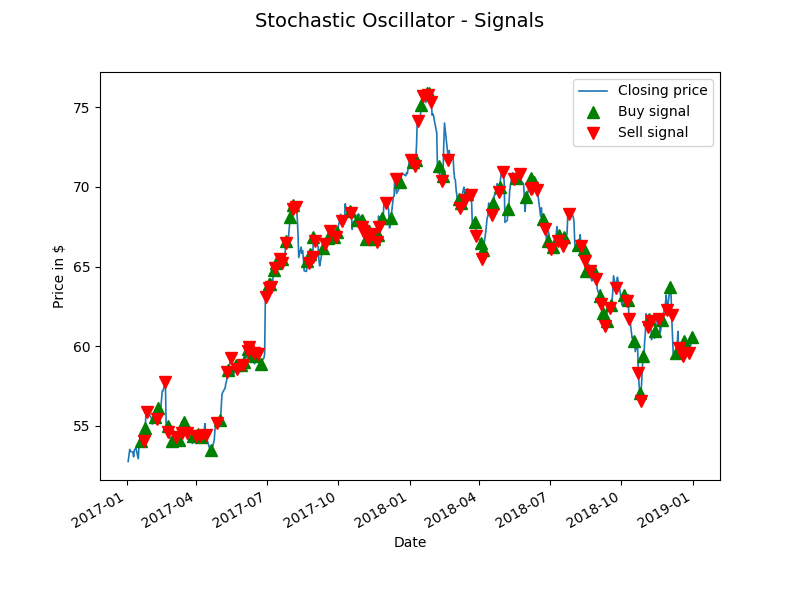 Stochastic Oscillator - Signals
Closing price
Buy signal
Sell signal
75
70
65
60
55
Price in $
2017-01
2017-04
2017-07
2017-10
2018-01
2018-04
2018-07
2018-10
2019-01
Date